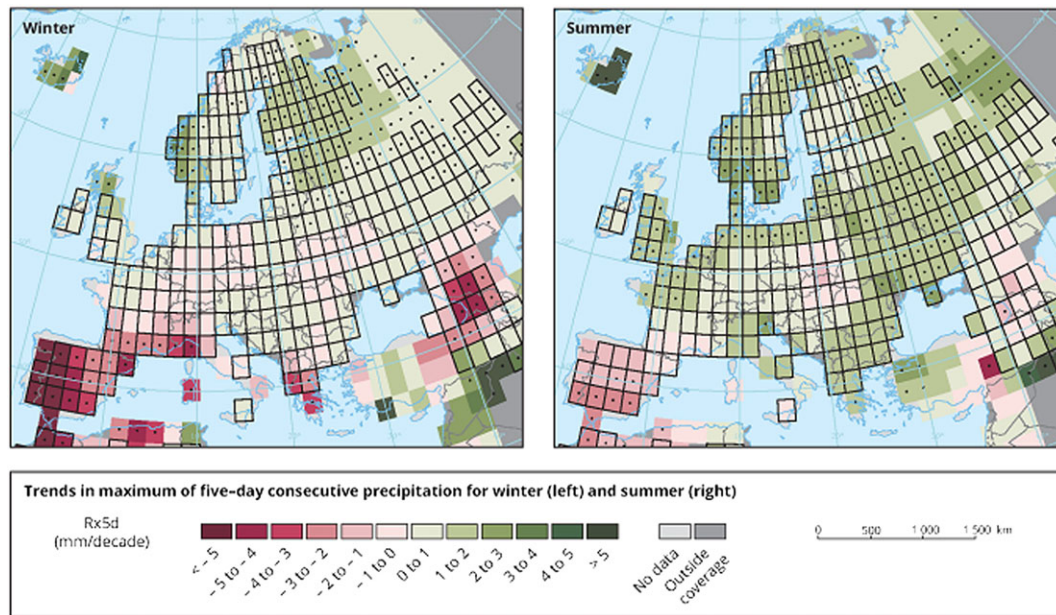 Winter
Summer
Trends in maximum of five–day consecutive precipitation for winter (left) and summer (right)
Rx5d
(mm/decade)
< – 5
– 5 to – 4
– 4 to – 3
– 3 to – 2
– 2 to – 1
– 1 to 0
0 to 1
1 to 2
2 to 3
3 to 4
4 to 5
> 5
No data
Outside
coverage
0 500 1 000 1 500 km